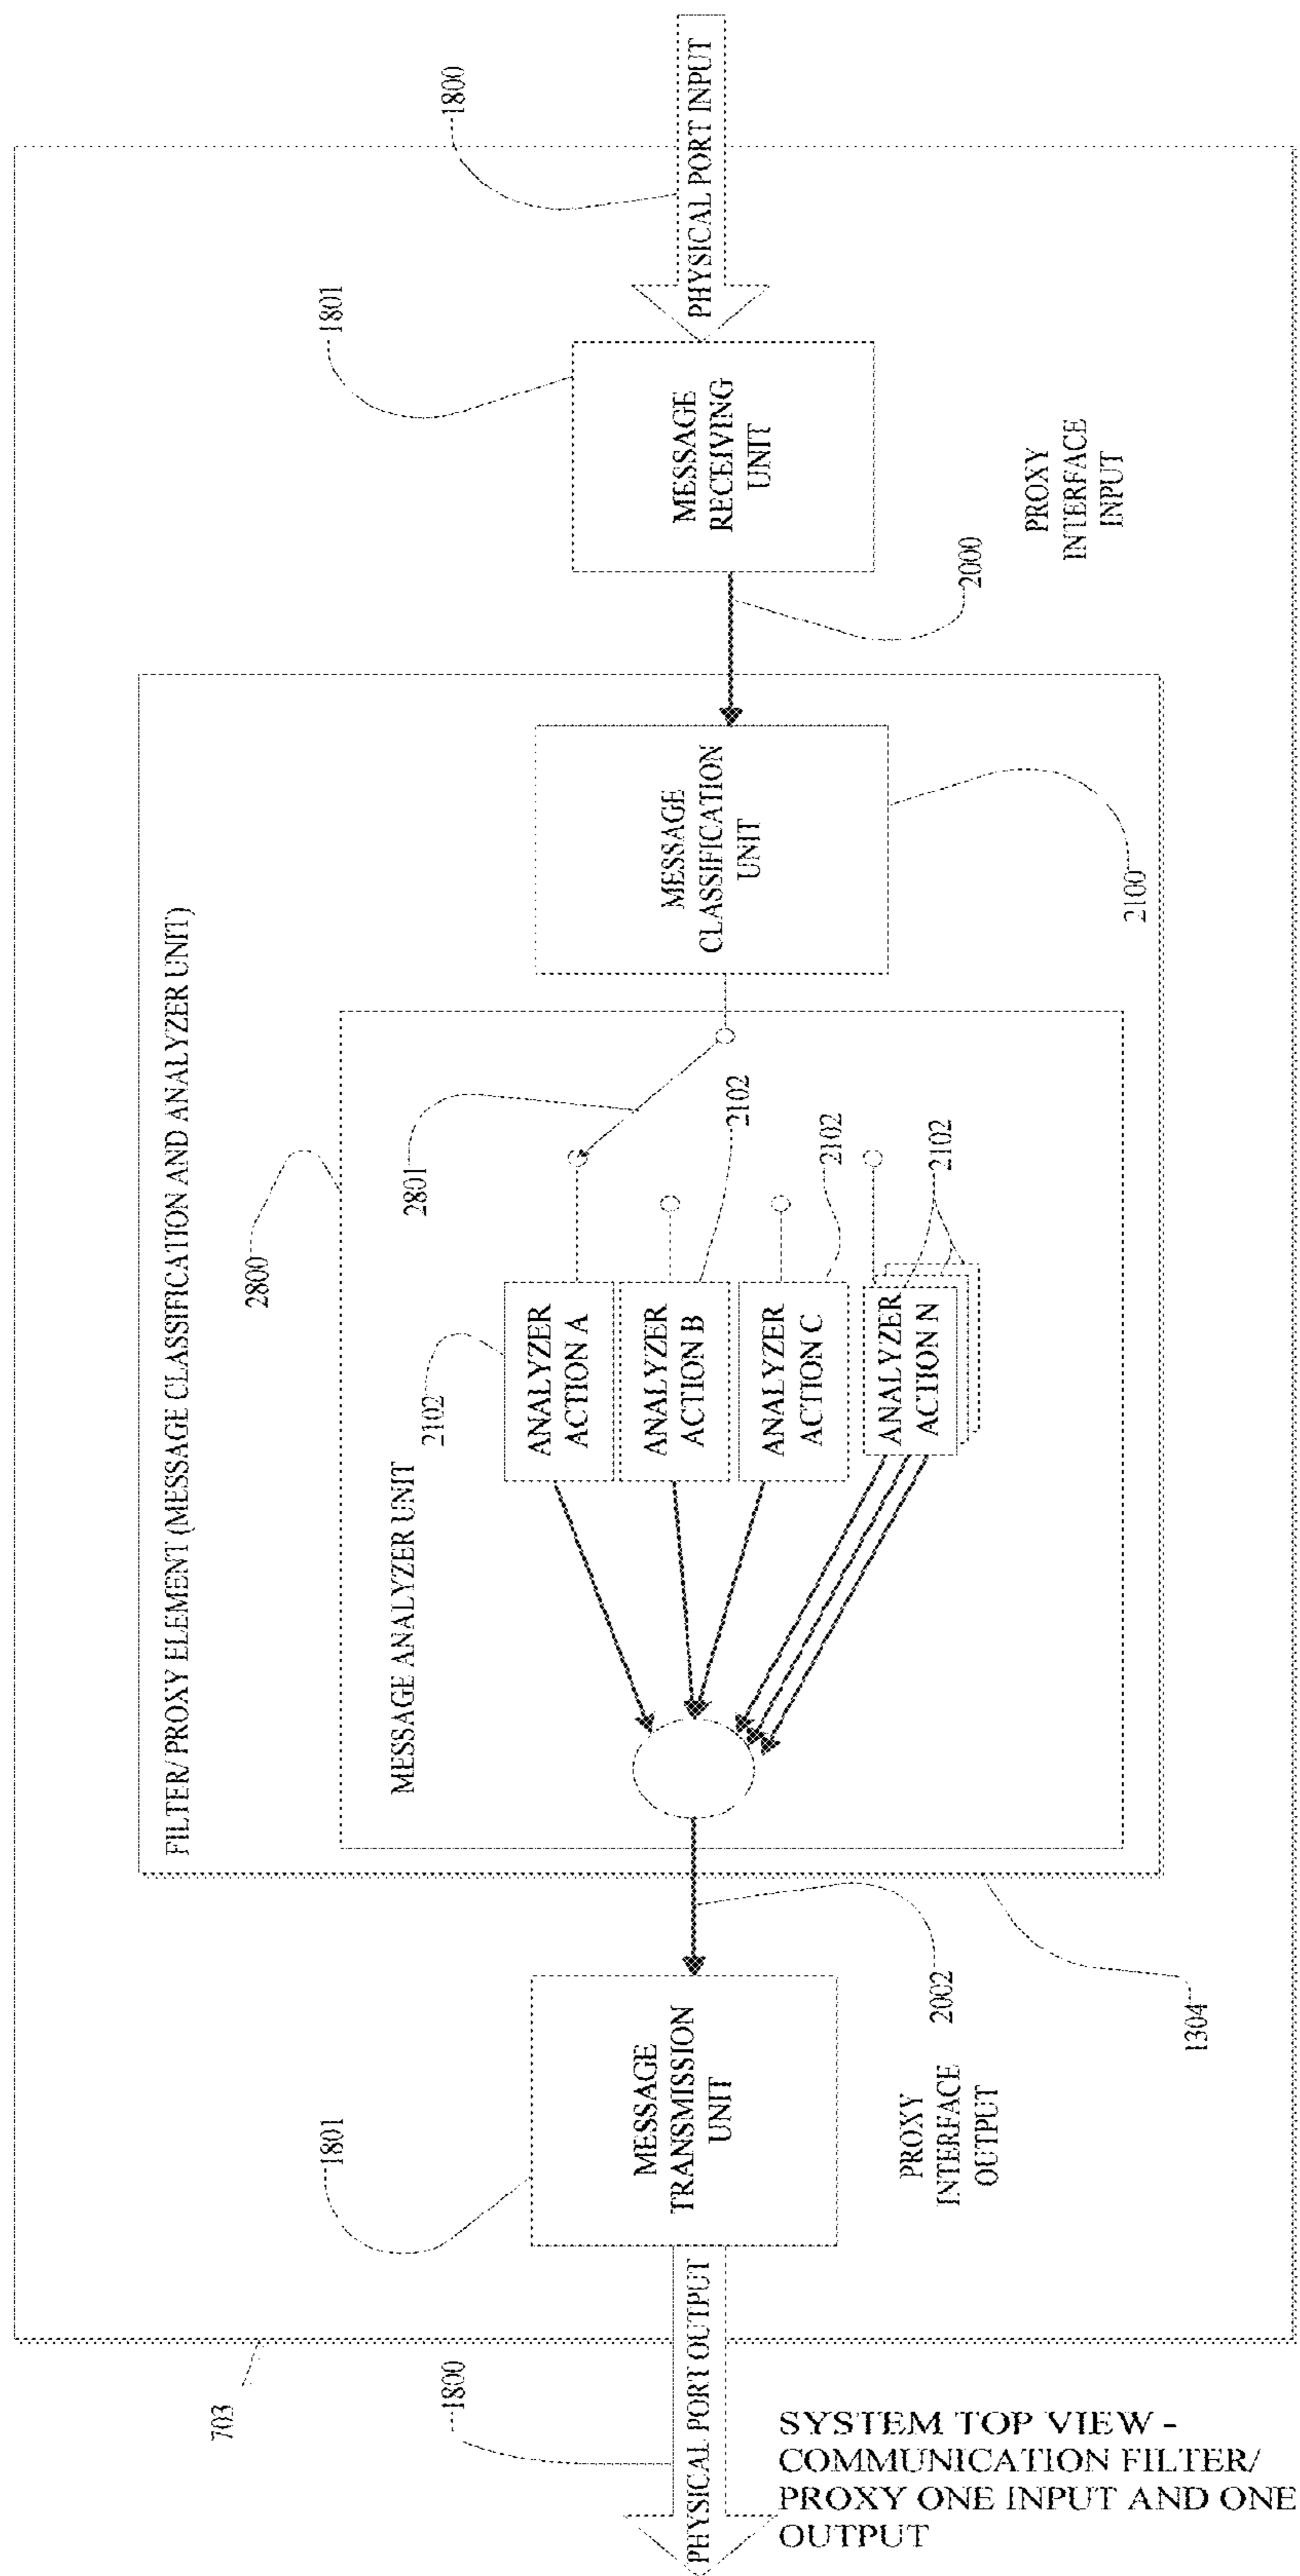 1800
PHYSICAL PORT INPUT
1801
MESSAGE
RECEIVING
UNIT
2000
PROXY
INTERFACE
INPUT
FILTER/PROXY ELEMENT (MESSAGE CLASSIFICATION AND ANALYZER UNIT)
MESSAGE
CLASSIFICATION
UNIT
2100
2800
2801
2102
2102
2102
2102
ANALYZER
ACTION A
ANALYZER
ACTION B
ANALYZER
ACTION C
ANALYZER
ACTION N
MESSAGE ANALYZER UNIT
2002
1304
MESSAGE
TRANSMISSION
UNIT
1801
PROXY
INTERFACE
OUTPUT
703
1800
PHYSICAL PORT OUTPUT
SYSTEM TOP VIEW -
COMMUNICATION FILTER/
PROXY ONE INPUT AND ONE
OUTPUT